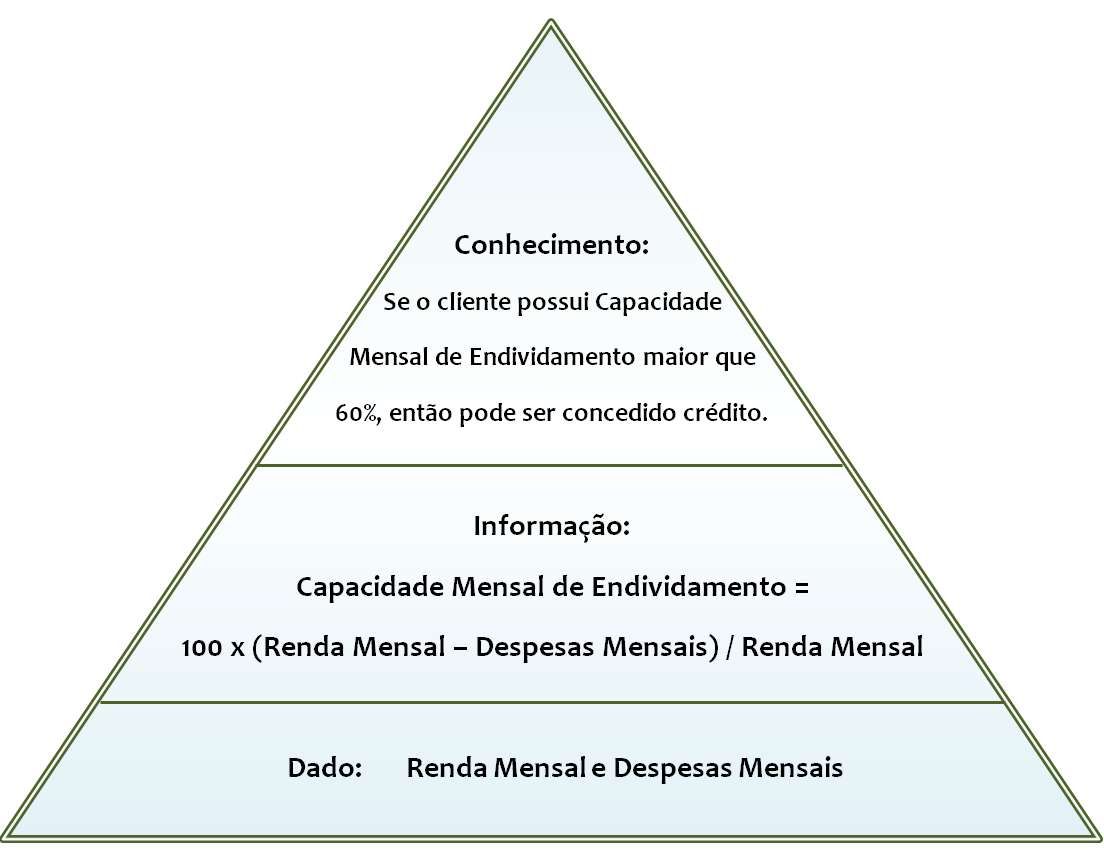 Conhecimento:
Se o cliente possui Capacidade
Mensal de Endividamento maior que
60%, então pode ser concedido crédito.
Informação:
Capacidade Mensal de Endividamento =
100 x (Renda Mensal – Despesas Mensais) / Renda Mensal
Dado: Renda Mensal e Despesas Mensais